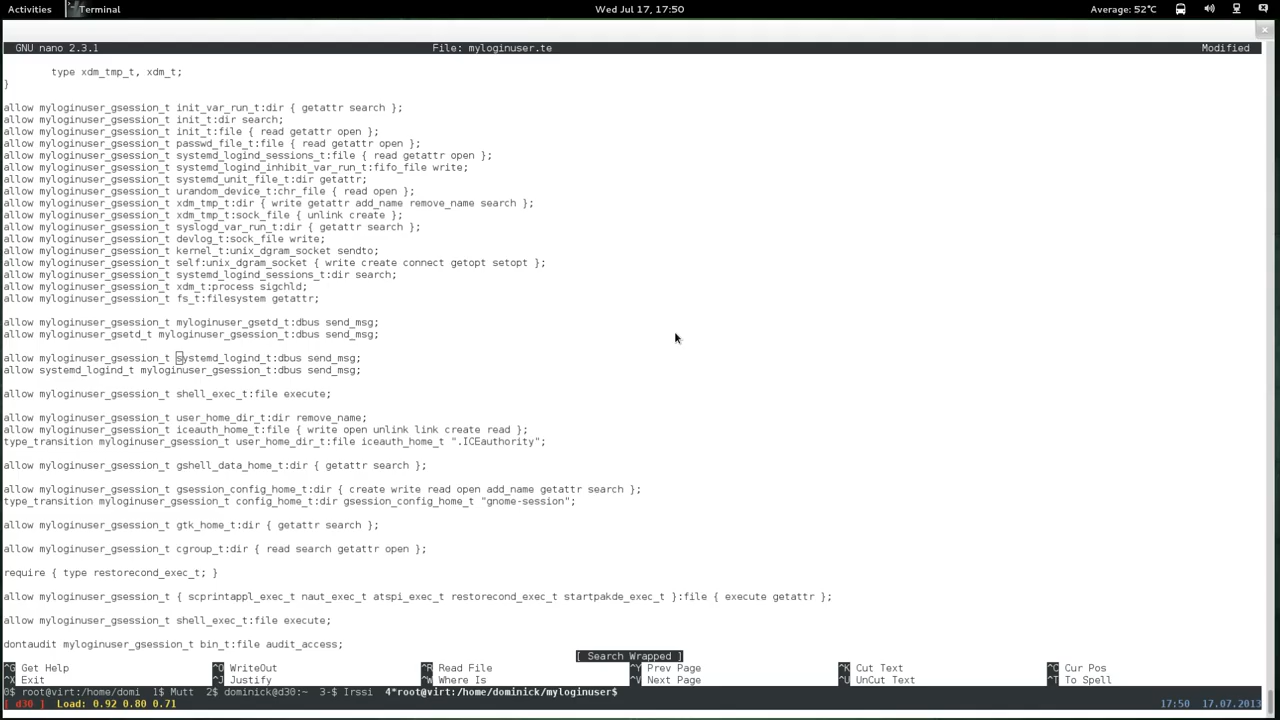 Activities Terminal Wed Jul 17, 17:50 Average: 52℃
GNU nano 2.3.1 File: myloginuser.te Modified
type xdm_tmp_t, xdm_t;
}
allow myloginuser_gsession_t init_var_run_t:dir { getattr search };
allow myloginuser_gsession_t init_t:dir search;
allow myloginuser_gsession_t init_t:file { read getattr open };
allow myloginuser_gsession_t passwd_file_t:file { read getattr open };
allow myloginuser_gsession_t systemd_logind_sessions_t:file { read getattr open };
allow myloginuser_gsession_t systemd_logind_inhibit_var_run_t:fifo_file write;
allow myloginuser_gsession_t systemd_unit_file_t:dir getattr;
allow myloginuser_gsession_t urandom_device_t:chr_file { read open };
allow myloginuser_gsession_t xdm_tmp_t:dir { write getattr add_name remove_name search };
allow myloginuser_gsession_t xdm_tmp_t:sock_file { unlink create };
allow myloginuser_gsession_t syslogd_var_run_t:dir { getattr search };
allow myloginuser_gsession_t devlog_t:sock_file write;
allow myloginuser_gsession_t kernel_t:unix_dgram_socket sendto;
allow myloginuser_gsession_t self:unix_dgram_socket { write create connect getopt setopt };
allow myloginuser_gsession_t systemd_logind_sessions_t:dir search;
allow myloginuser_gsession_t xdm_t:process sigchld;
allow myloginuser_gsession_t fs_t:filesystem getattr;
allow myloginuser_gsession_t myloginuser_gsetd_t:dbus send_msg;
allow myloginuser_gsetd_t myloginuser_gsession_t:dbus send_msg;
allow myloginuser_gsession_t systemd_logind_t:dbus send_msg;
allow systemd_logind_t myloginuser_gsession_t:dbus send_msg;
allow myloginuser_gsession_t shell_exec_t:file execute;
allow myloginuser_gsession_t user_home_dir_t:dir remove_name;
allow myloginuser_gsession_t iceauth_home_t:file { write open unlink link create read };
type_transition myloginuser_gsession_t user_home_dir_t:file iceauth_home_t ".ICEauthority";
allow myloginuser_gsession_t gshell_data_home_t:dir { getattr search };
allow myloginuser_gsession_t gsession_config_home_t:dir { create write read open add_name getattr search };
type_transition myloginuser_gsession_t config_home_t:dir gsession_config_home_t "gnome-session";
allow myloginuser_gsession_t gtk_home_t:dir { getattr search };
allow myloginuser_gsession_t cgroup_t:dir { read search getattr open };
require { type restorecond_exec_t; }
allow myloginuser_gsession_t { scprintappl_exec_t naut_exec_t atspi_exec_t restorecond_exec_t startpakde_exec_t }:file { execute getattr };
allow myloginuser_gsession_t shell_exec_t:file execute;
dontaudit myloginuser_gsession_t bin_t:file audit_access;
[ Search Wrapped ]
^G Get Help ^O WriteOut ^R Read File ^Y Prev Page ^K Cut Text ^C Cur Pos
^X Exit ^J Justify ^W Where Is ^V Next Page ^U UnCut Text ^T To Spell
0$ root@virt:/home/domi 1$ Mutt 2$ dominick@d30:~ 3-$ Irssi 4*root@virt:/home/dominick/myloginuser$
[ d30 ] Load: 0.92 0.80 0.71 17:50 17.07.2013